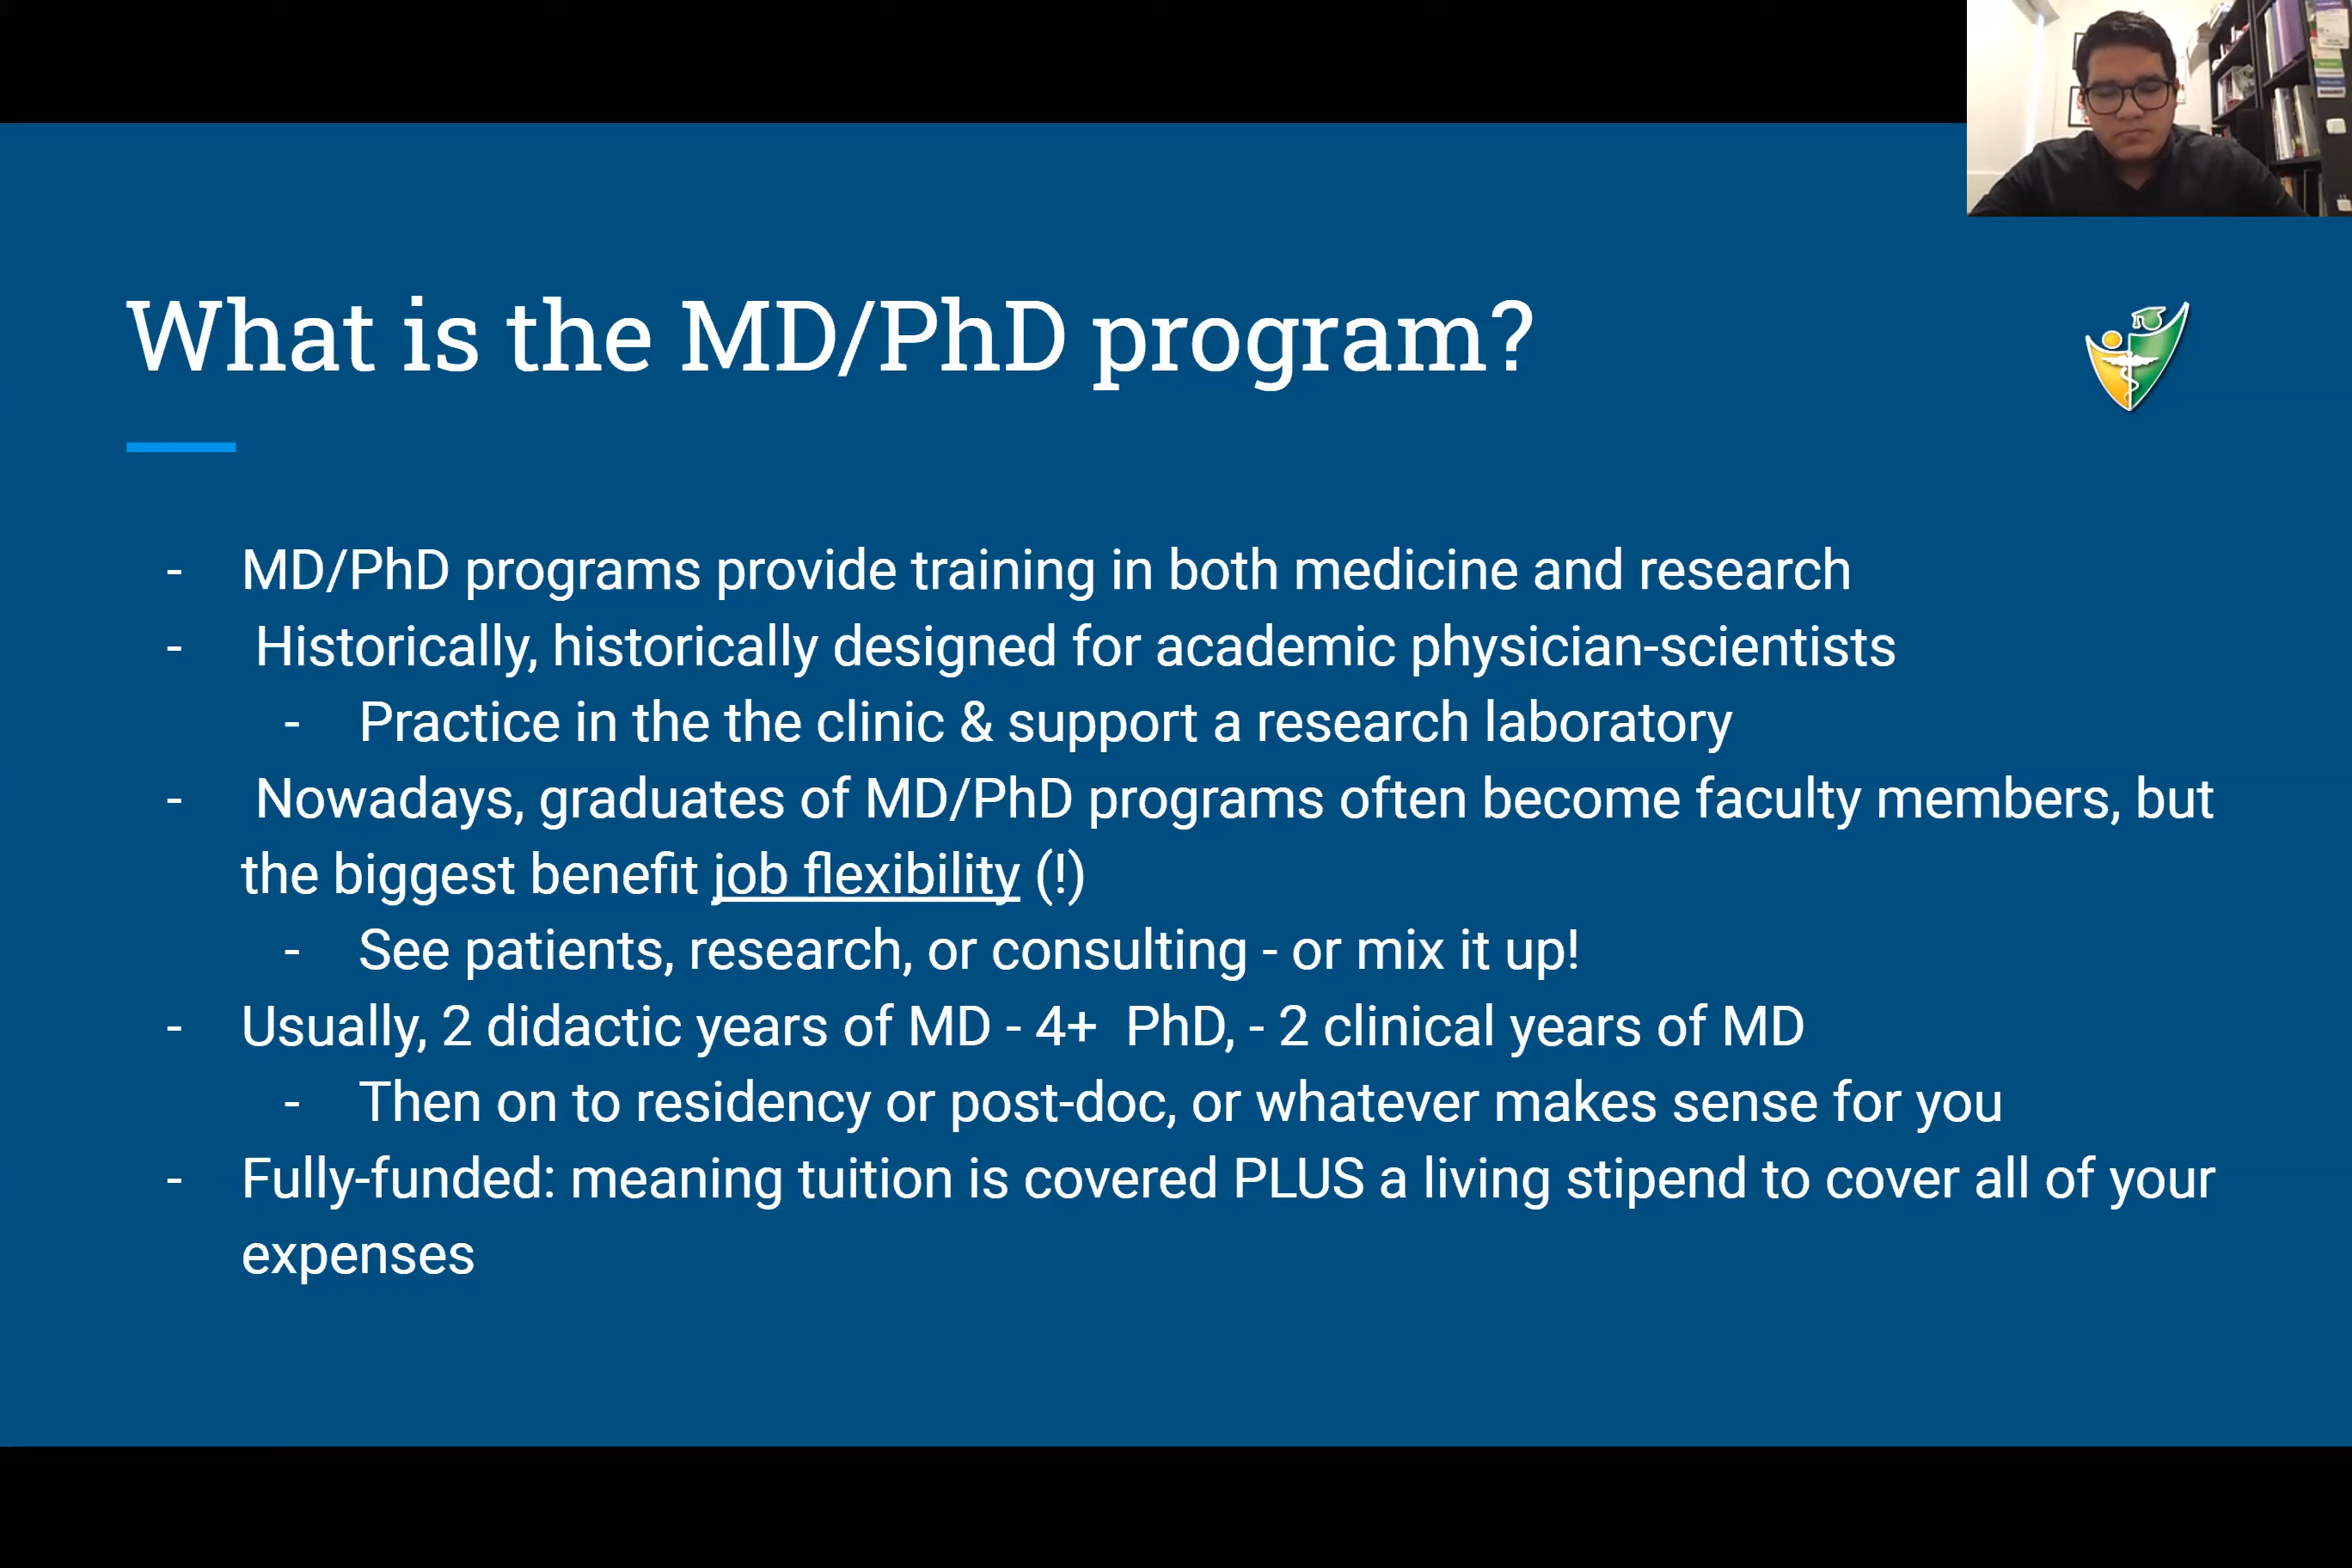 What is the MD/PhD program?
- MD/PhD programs provide training in both medicine and research
- Historically, historically designed for academic physician-scientists
- Practice in the the clinic & support a research laboratory
- Nowadays, graduates of MD/PhD programs often become faculty members, but
the biggest benefit job flexibility (!)
- See patients, research, or consulting - or mix it up!
- Usually, 2 didactic years of MD - 4+  PhD, - 2 clinical years of MD
- Then on to residency or post-doc, or whatever makes sense for you
- Fully-funded: meaning tuition is covered PLUS a living stipend to cover all of your
expenses